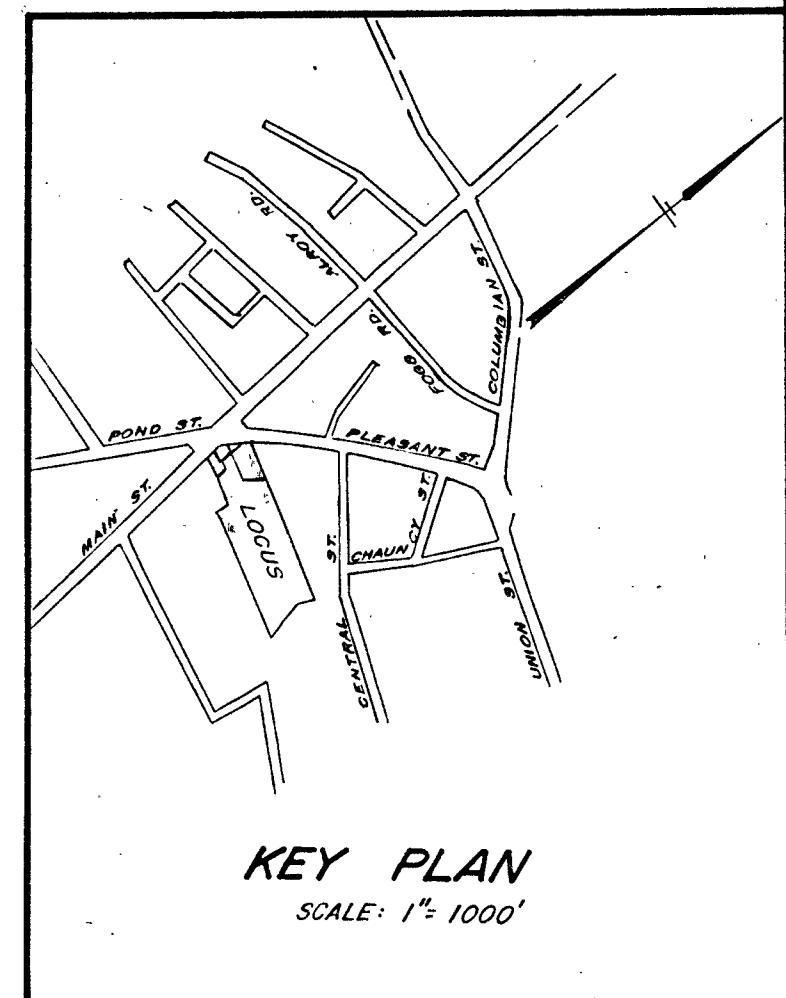 ALROY RD.
FOGG RD.
COLUMBIAN ST.
POND ST.
PLEASANT ST.
MAIN ST.
LOCUS
CHAUNCY ST.
CENTRAL ST.
UNION ST.
KEY PLAN
SCALE: 1"= 1000'